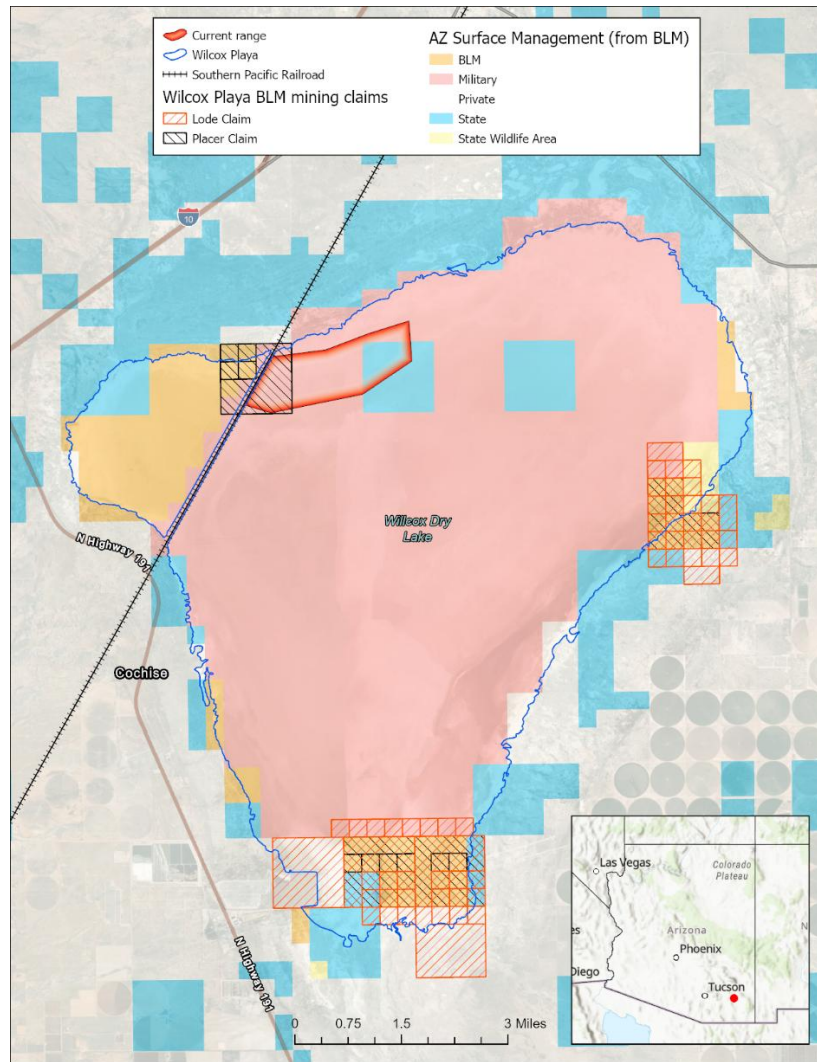 Current range
Wilcox Playa
Southern Pacific Railroad
Wilcox Playa BLM mining claims
Lode Claim
Placer Claim
AZ Surface Management (from BLM)
BLM
Military
Private
State
State Wildlife Area
10
Willcox Dry
Lake
N Highway 191
Cochise
N Highway 191
0 0.75 1.5 3 Miles
Las Vegas
Colorado
Plateau
Arizona
Phoenix
Diego
Tucson